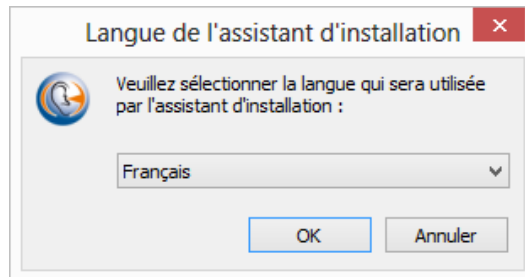 Langue de l'assistant d'installation
Veuillez sélectionner la langue qui sera utilisée
par l'assistant d'installation :
Français
OK
Annuler